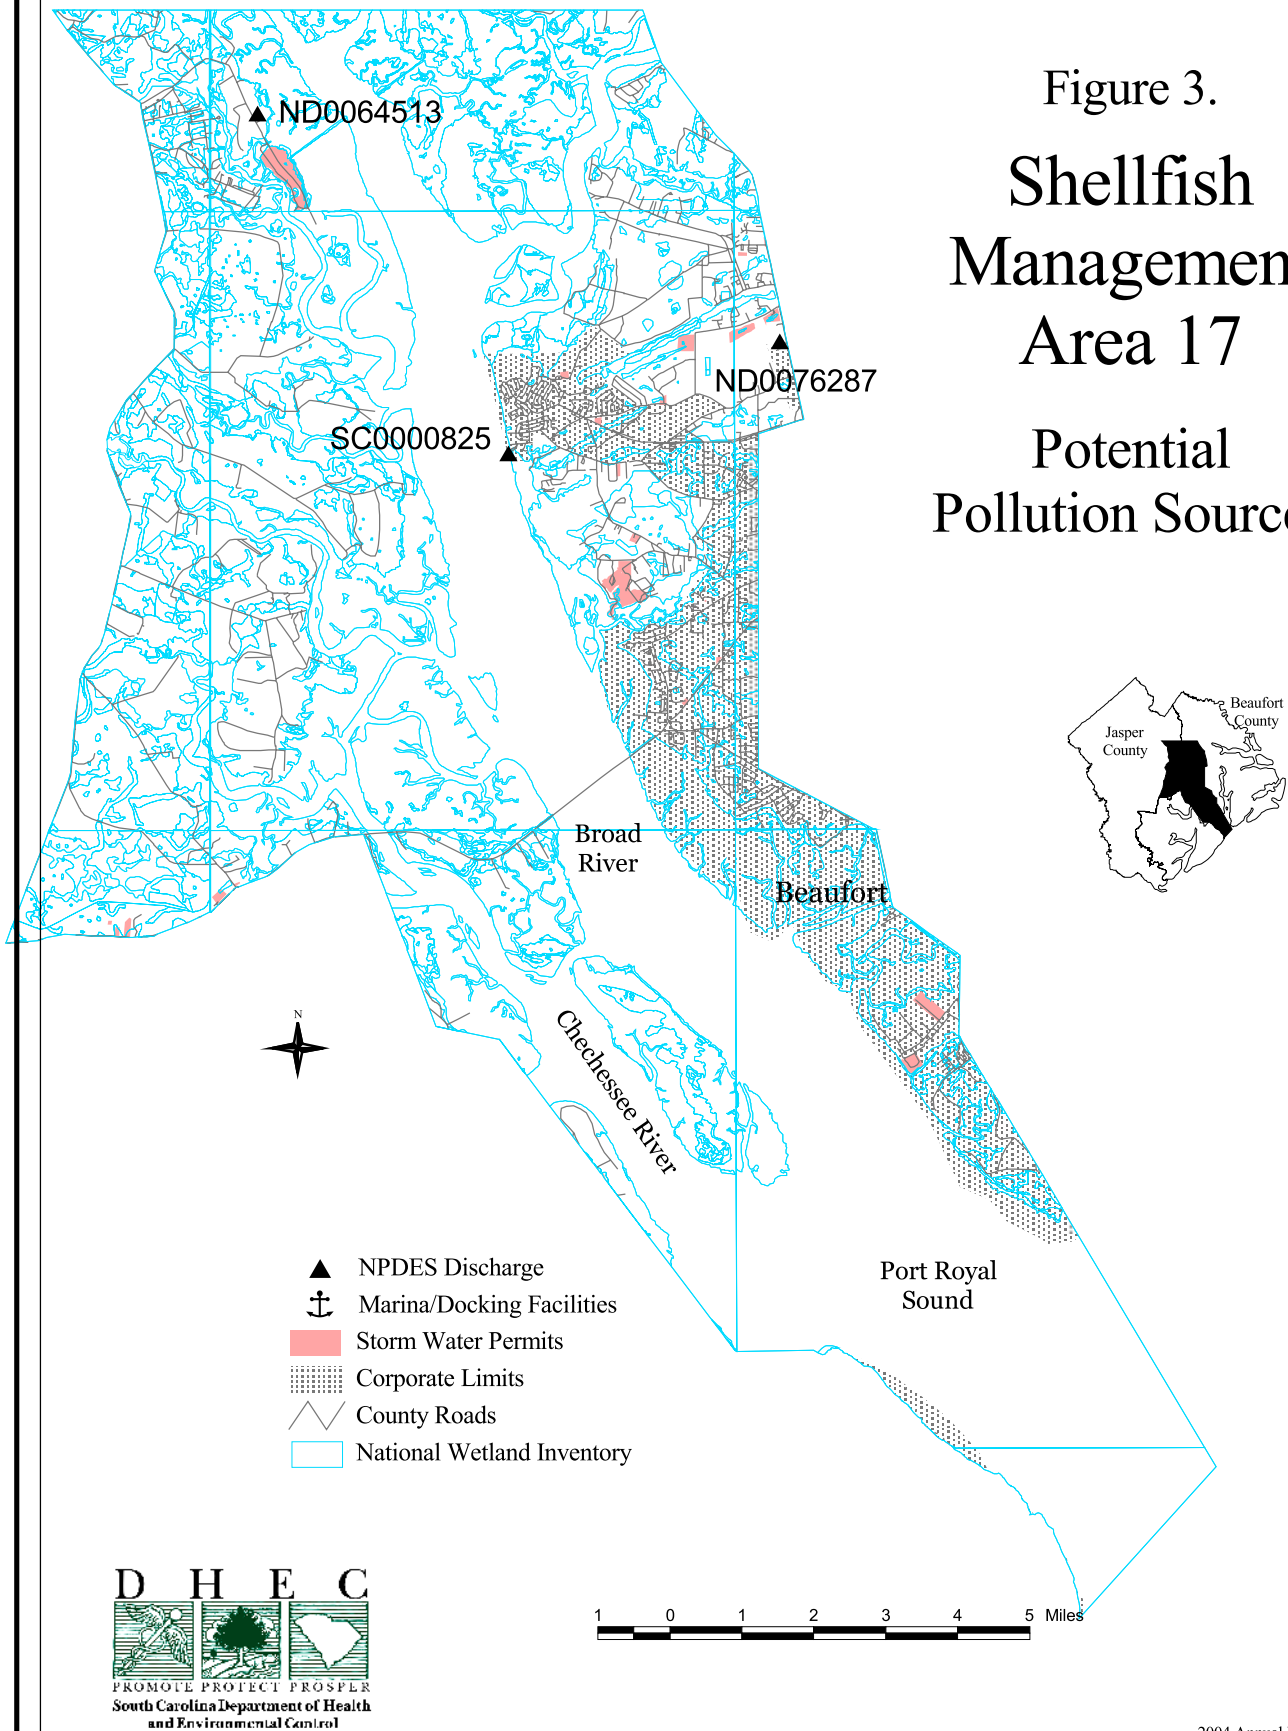 Figure 3.
Shellfish
Managemen
Area 17
Potential
Pollution Source
ND0064513
ND0076287
SC0000825
Beaufort
County
Jasper
County
Broad
River
Beaufort
N
Chechessee River
Port Royal
Sound
NPDES Discharge
Marina/Docking Facilities
Storm Water Permits
Corporate Limits
County Roads
National Wetland Inventory
D H E C
PROMOTE PROTECT PROSPER
South Carolina Department of Health
and Environmental Control
1 0 1 2 3 4 5 Miles
2004 Annual